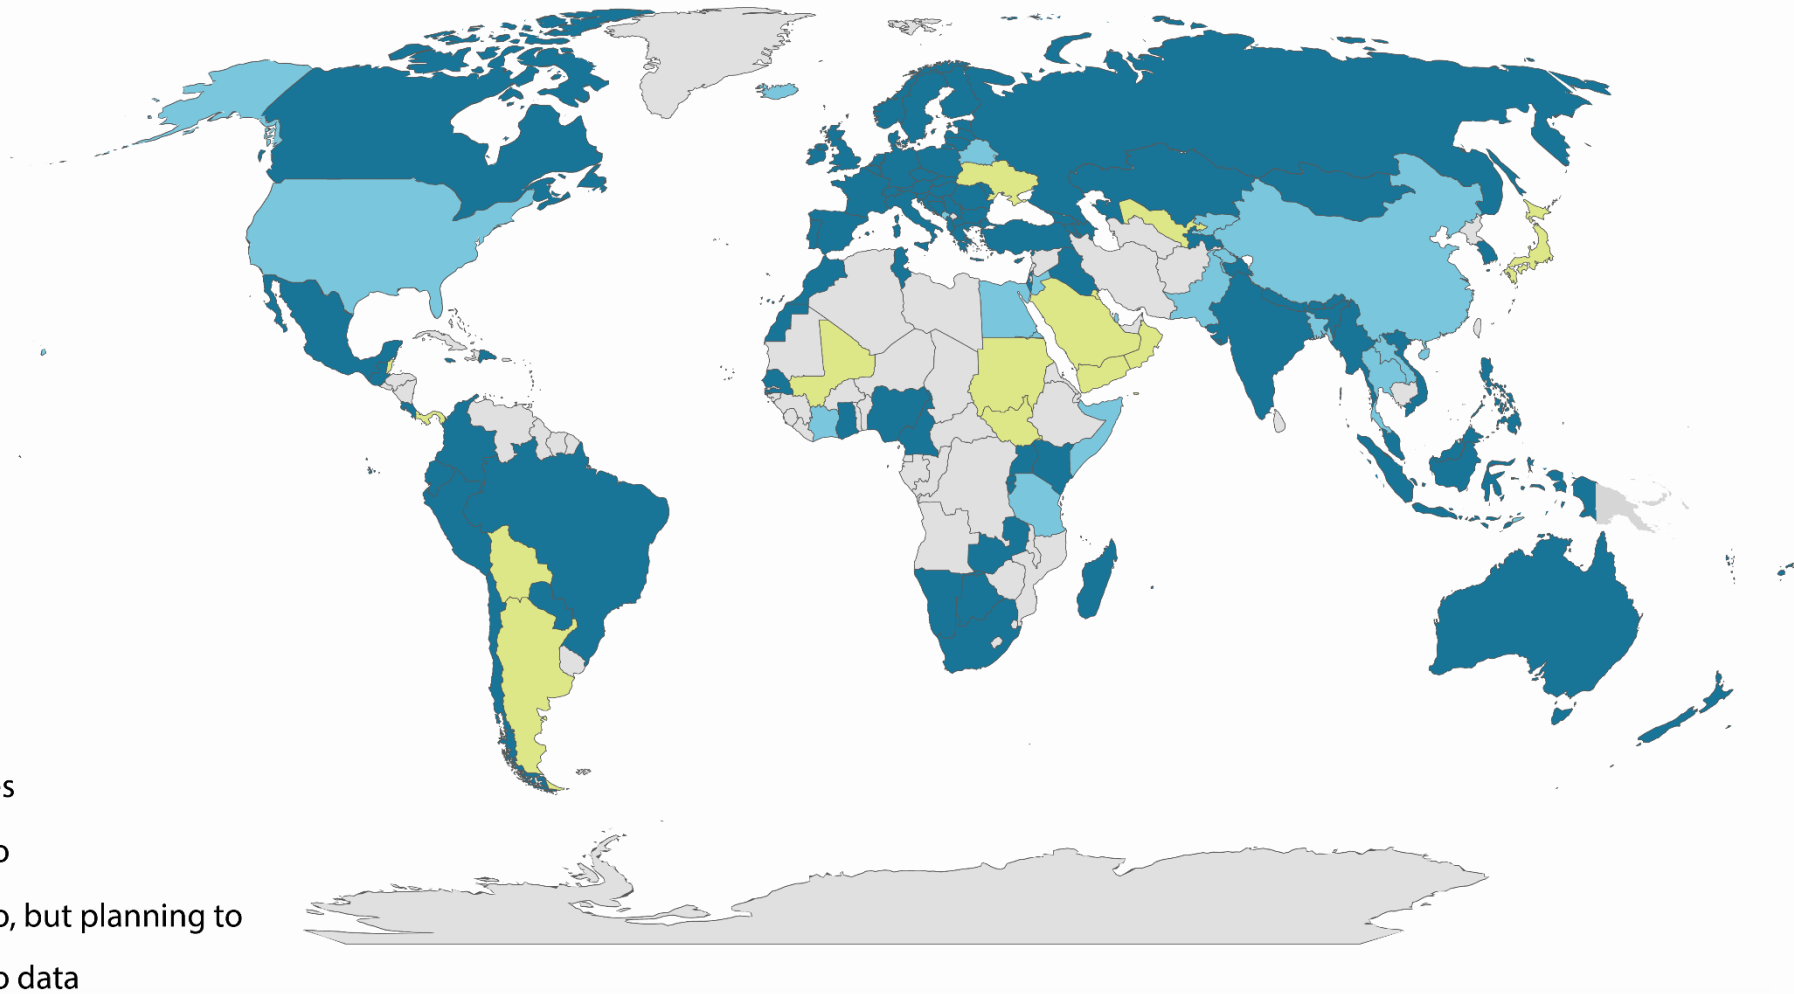 s
o
o, but planning to
o data